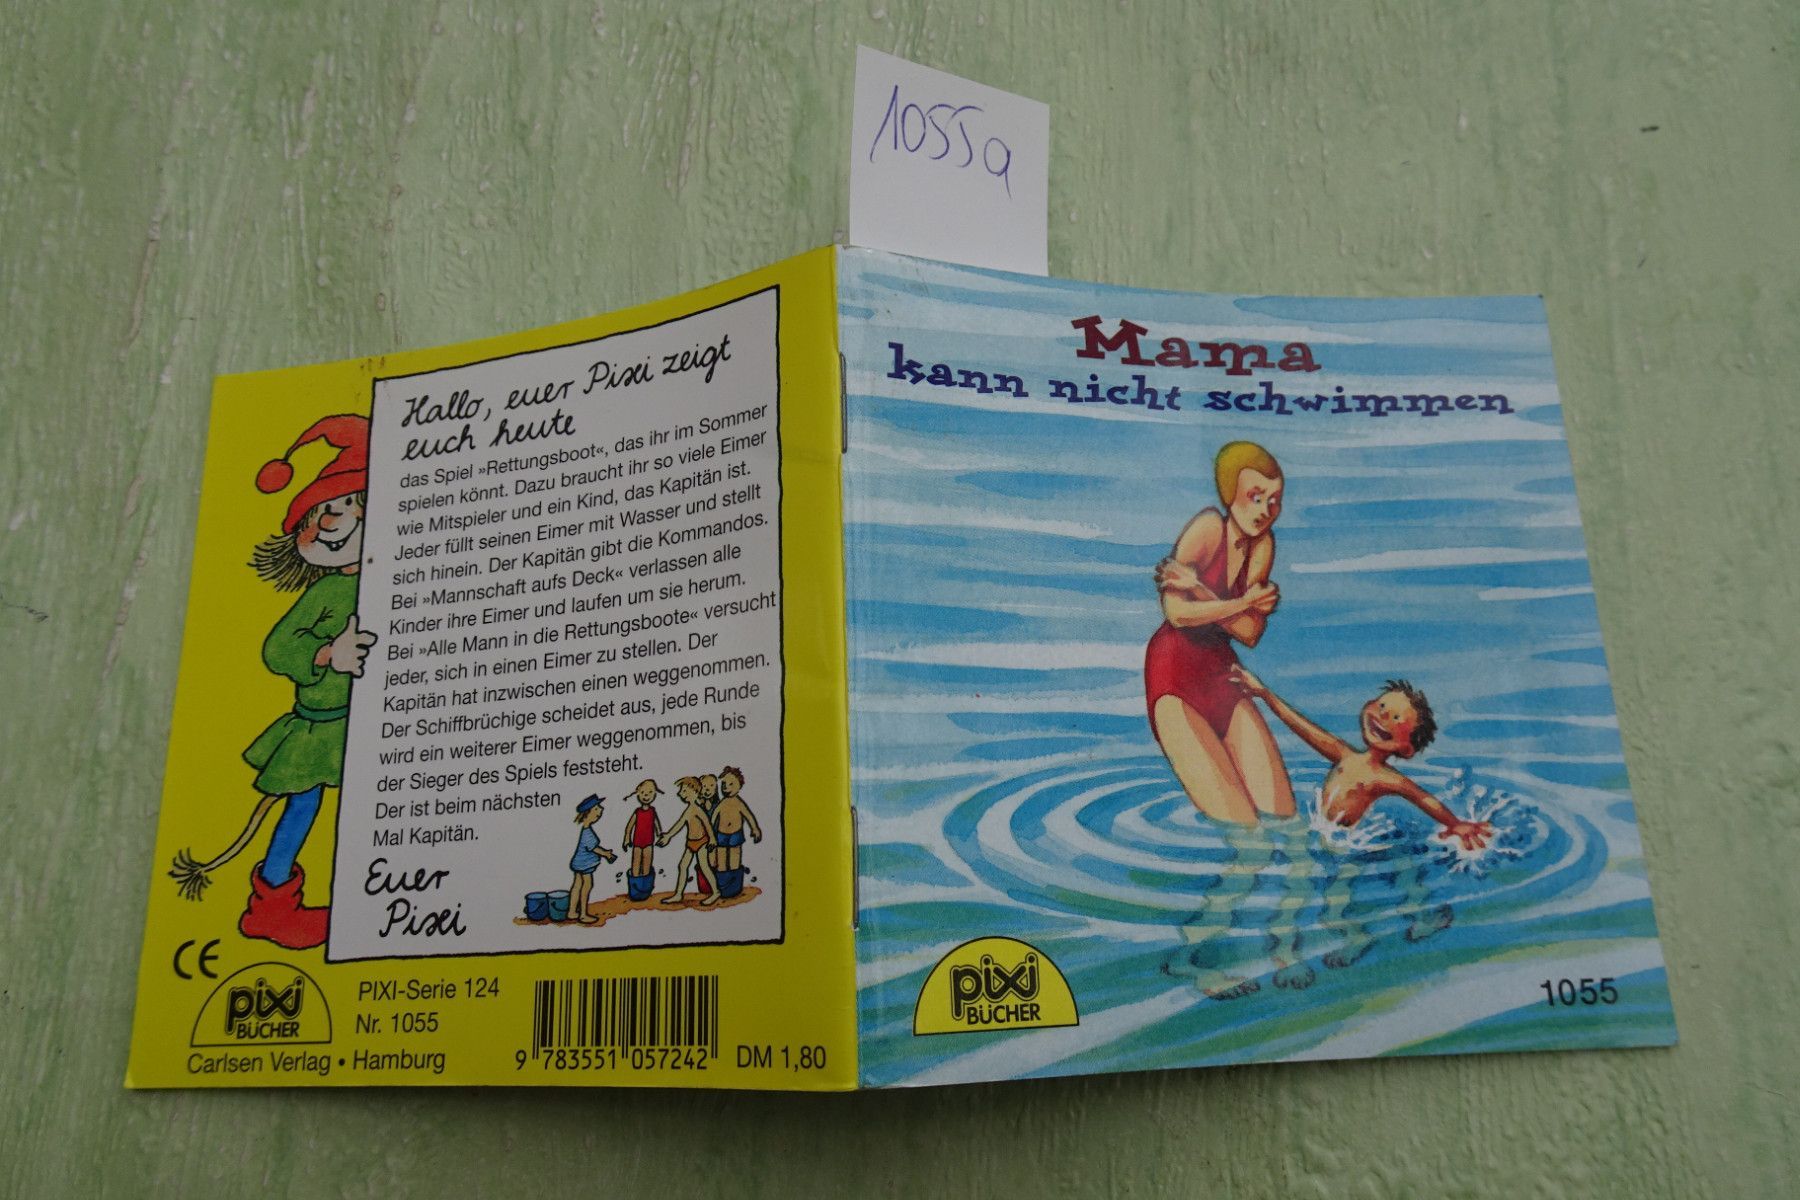 1055a
Hallo, euer Pixi zeigt
euch heute
das Spiel »Rettungsboot«, das ihr im Sommer
spielen könnt. Dazu braucht ihr so viele Eimer
wie Mitspieler und ein Kind, das Kapitän ist.
Jeder füllt seinen Eimer mit Wasser und stellt
sich hinein. Der Kapitän gibt die Kommandos.
Bei »Mannschaft aufs Deck« verlassen alle
Kinder ihre Eimer und laufen um sie herum.
Bei »Alle Mann in die Rettungsboote« versucht
jeder, sich in einen Eimer zu stellen. Der
Kapitän hat inzwischen einen weggenommen.
Der Schiffbrüchige scheidet aus, jede Runde
wird ein weiterer Eimer weggenommen, bis
der Sieger des Spiels feststeht.
Der ist beim nächsten
Mal Kapitän.
Euer
Pixi
CE
pixi
BÜCHER
PIXI-Serie 124
Nr. 1055
Carlsen Verlag • Hamburg
9 783551 057242
DM 1,80
Mama
kann nicht schwimmen
pixi
BÜCHER
1055